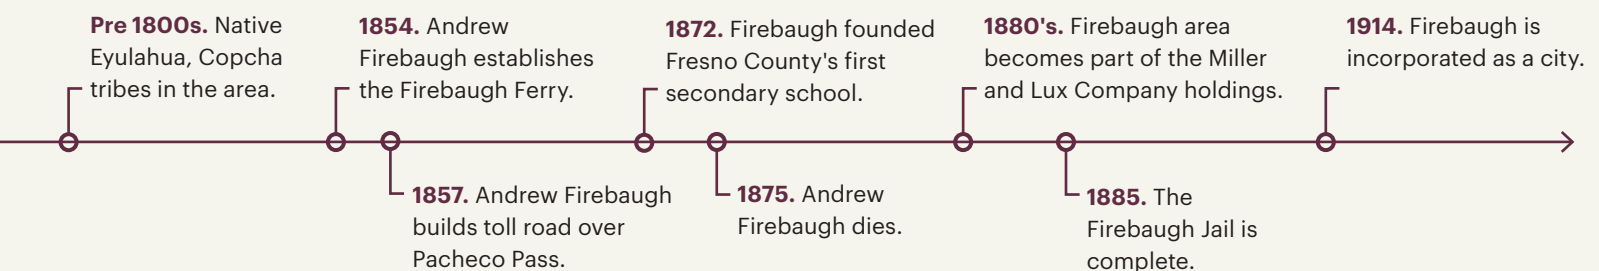 Pre 1800s. Native
Eyulahua, Copcha
tribes in the area.
1854. Andrew
Firebaugh establishes
the Firebaugh Ferry.
1857. Andrew Firebaugh
builds toll road over
Pacheco Pass.
1872. Firebaugh founded
Fresno County's first
secondary school.
1875. Andrew
Firebaugh dies.
1880's. Firebaugh area
becomes part of the Miller
and Lux Company holdings.
1885. The
Firebaugh Jail is
complete.
1914. Firebaugh is
incorporated as a city.